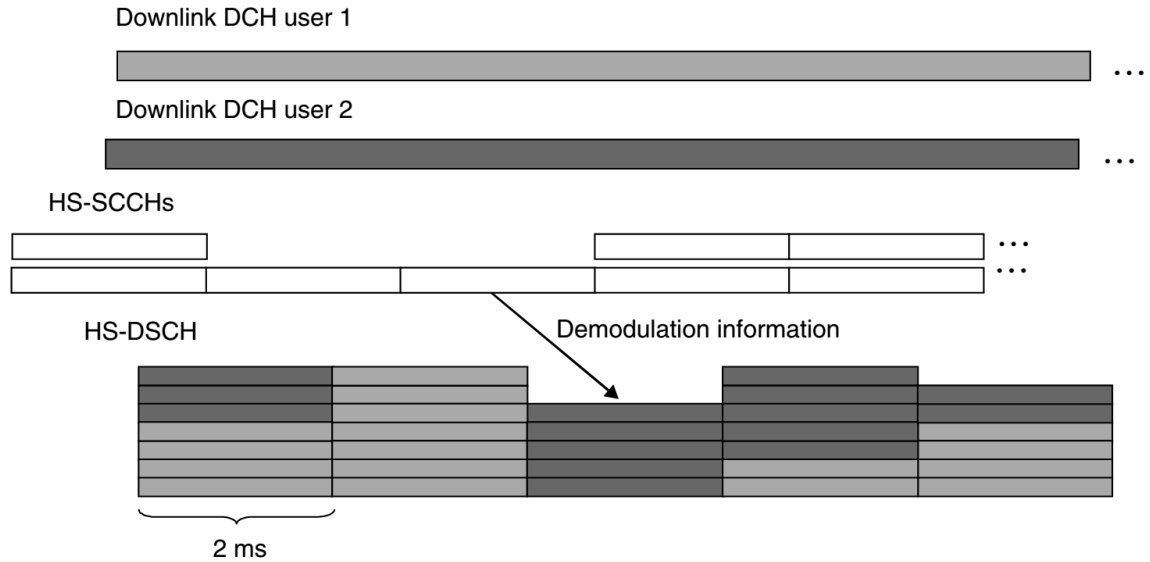 Downlink DCH user 1
...
Downlink DCH user 2
...
HS-SCCHs
...
...
HS-DSCH
Demodulation information
2 ms